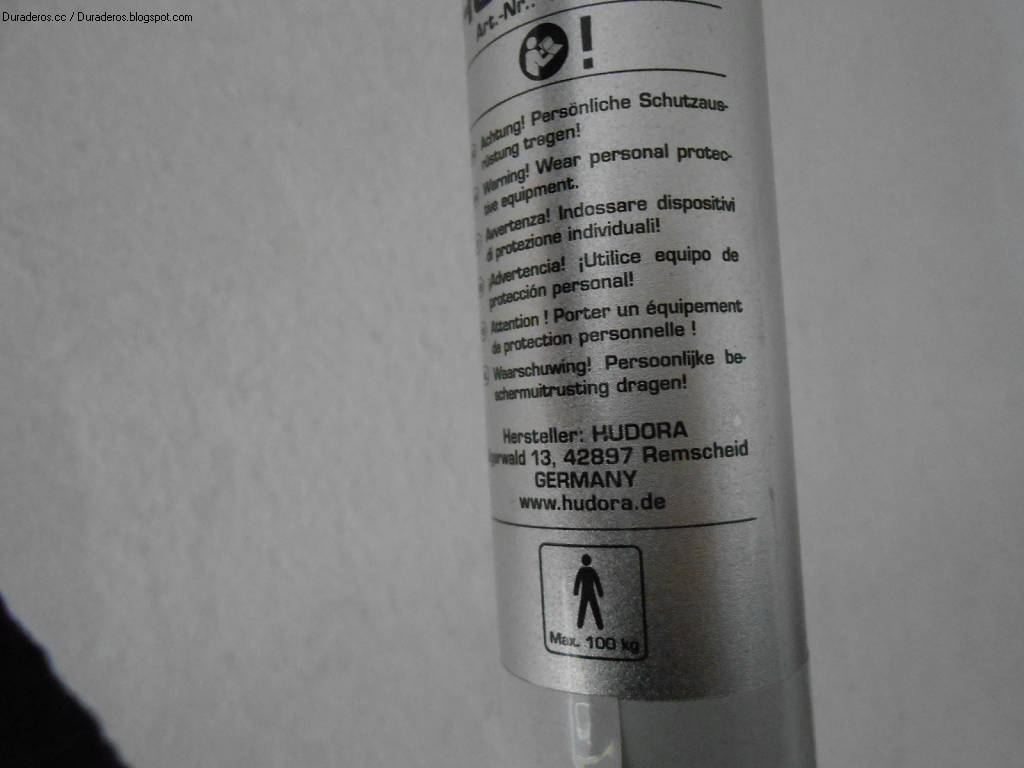 Duraderos.cc / Duraderos.blogspot.com
Art.-Nr.:
!
Achtung! Persönliche Schutzaus-
rüstung tragen!
Warning! Wear personal protec-
tive equipment.
Avvertenza! Indossare dispositivi
di protezione individuali!
¡Advertencia! ¡Utilice equipo de
protección personal!
Attention ! Porter un équipement
de protection personnelle !
Waarschuwing! Persoonlijke be-
schermuitrusting dragen!
Hersteller: HUDORA
13, 42897 Remscheid
GERMANY
www.hudora.de
Max. 100 kg